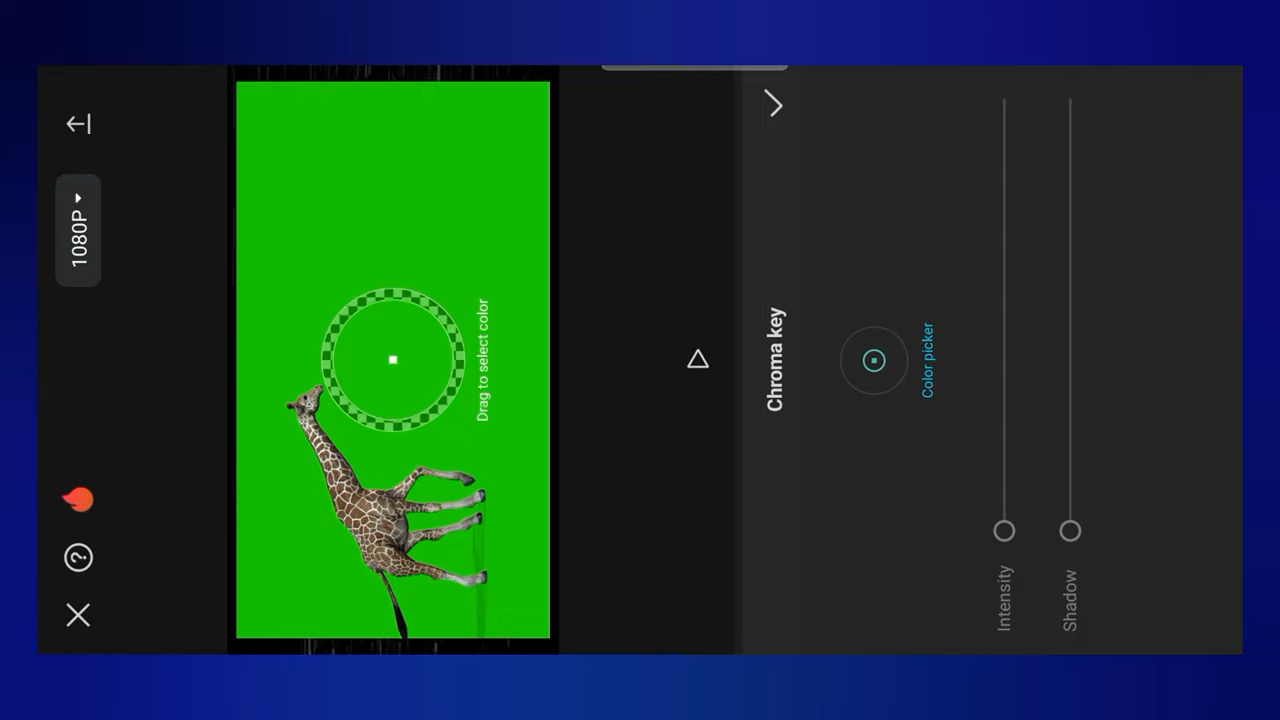 1080P
Drag to select color
Chroma key
Color picker
Intensity
Shadow